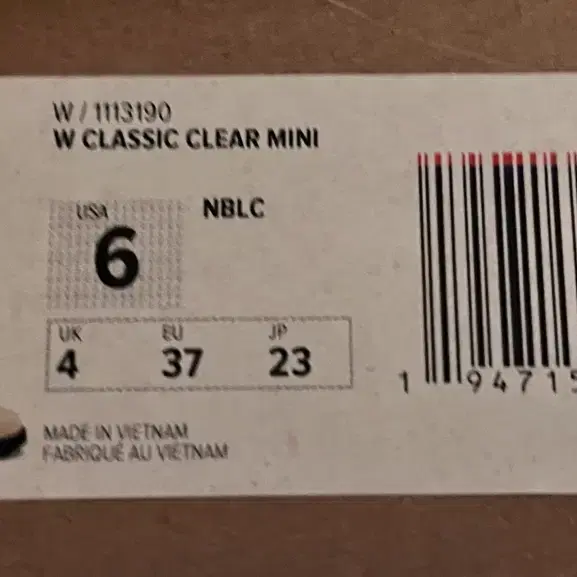 W / 1113190
W CLASSIC CLEAR MINI
USA
6
NBLC
UK EU JP
4 37 23
1 94715
MADE IN VIETNAM
FABRIQUÉ AU VIETNAM